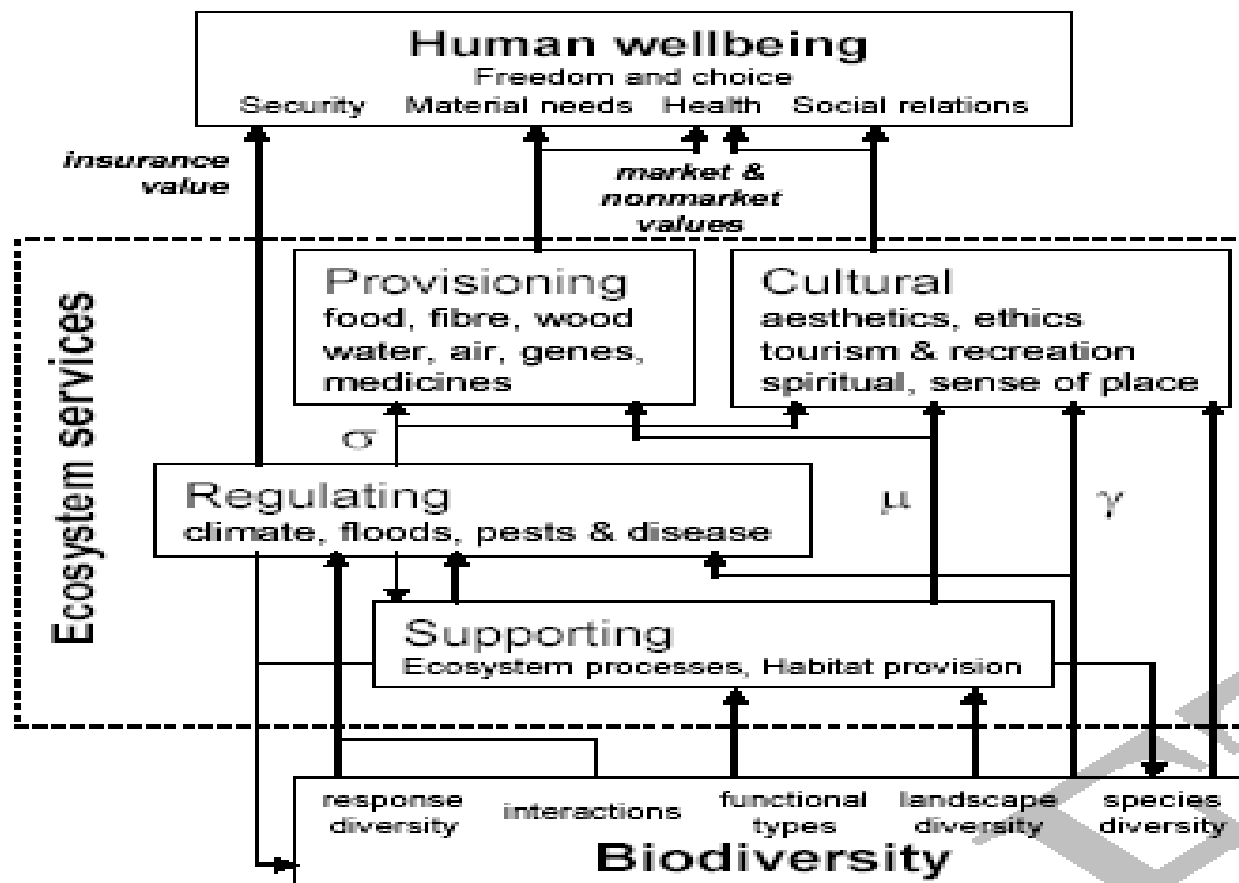 Human wellbeing
Freedom and choice
Security Material needs Health Social relations
insurance
value
market &
nonmarket
values
Ecosystem services
Provisioning
food, fibre, wood
water, air, genes,
medicines
Cultural
aesthetics, ethics
tourism & recreation
spiritual, sense of place
σ
Regulating
climate, floods, pests & disease
μ
γ
Supporting
Ecosystem processes, Habitat provision
response
diversity
interactions
functional
types
landscape
diversity
species
diversity
Biodiversity